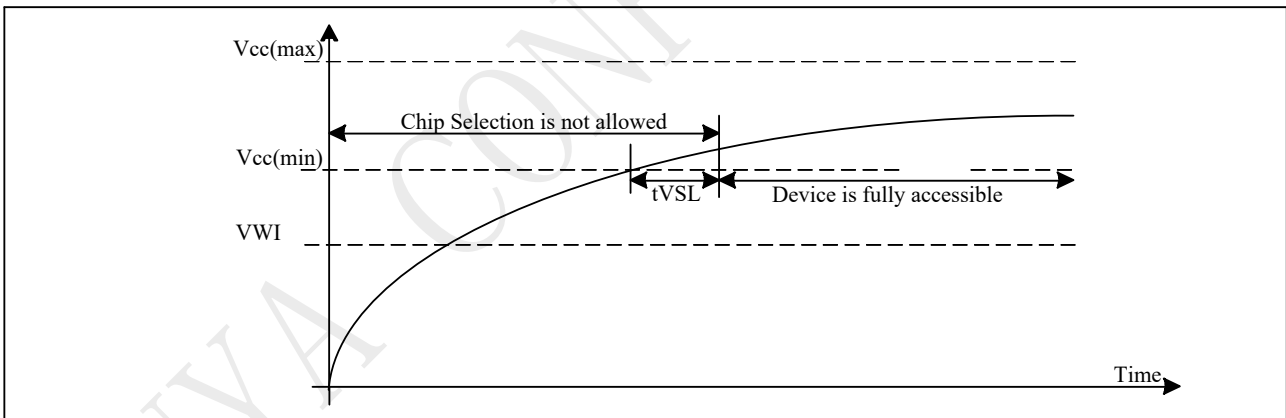 Vcc(max)
Chip Selection is not allowed
Vcc(min)
tVSL
Device is fully accessible
VWI
Time